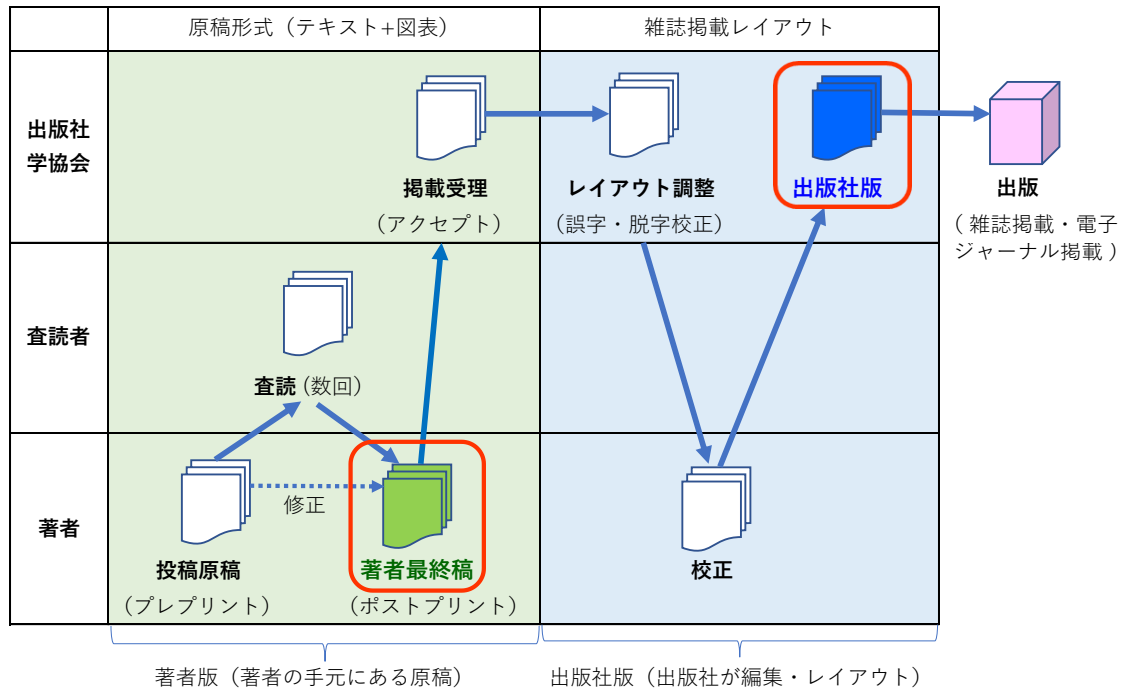 原稿形式（テキスト+図表）
雑誌掲載レイアウト
出版社
学協会
掲載受理
（アクセプト）
レイアウト調整
（誤字・脱字校正）
出版社版
出版
（ 雑誌掲載・電子
ジャーナル掲載 ）
査読者
査読 (数回)
著者
修正
投稿原稿
（プレプリント）
著者最終稿
（ポストプリント）
校正
著者版（著者の手元にある原稿）
出版社版（出版社が編集・レイアウト）